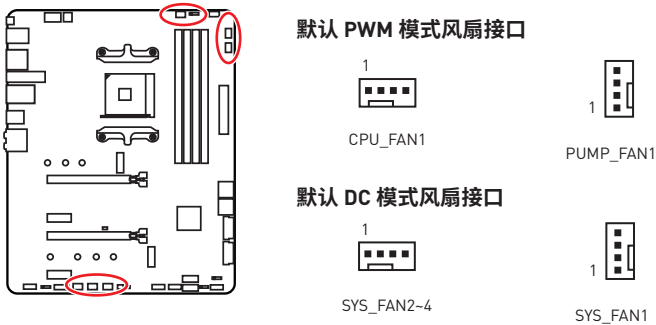 默认 PWM 模式风扇接口
1
CPU_FAN1
1
PUMP_FAN1
默认 DC 模式风扇接口
1
SYS_FAN2~4
1
SYS_FAN1